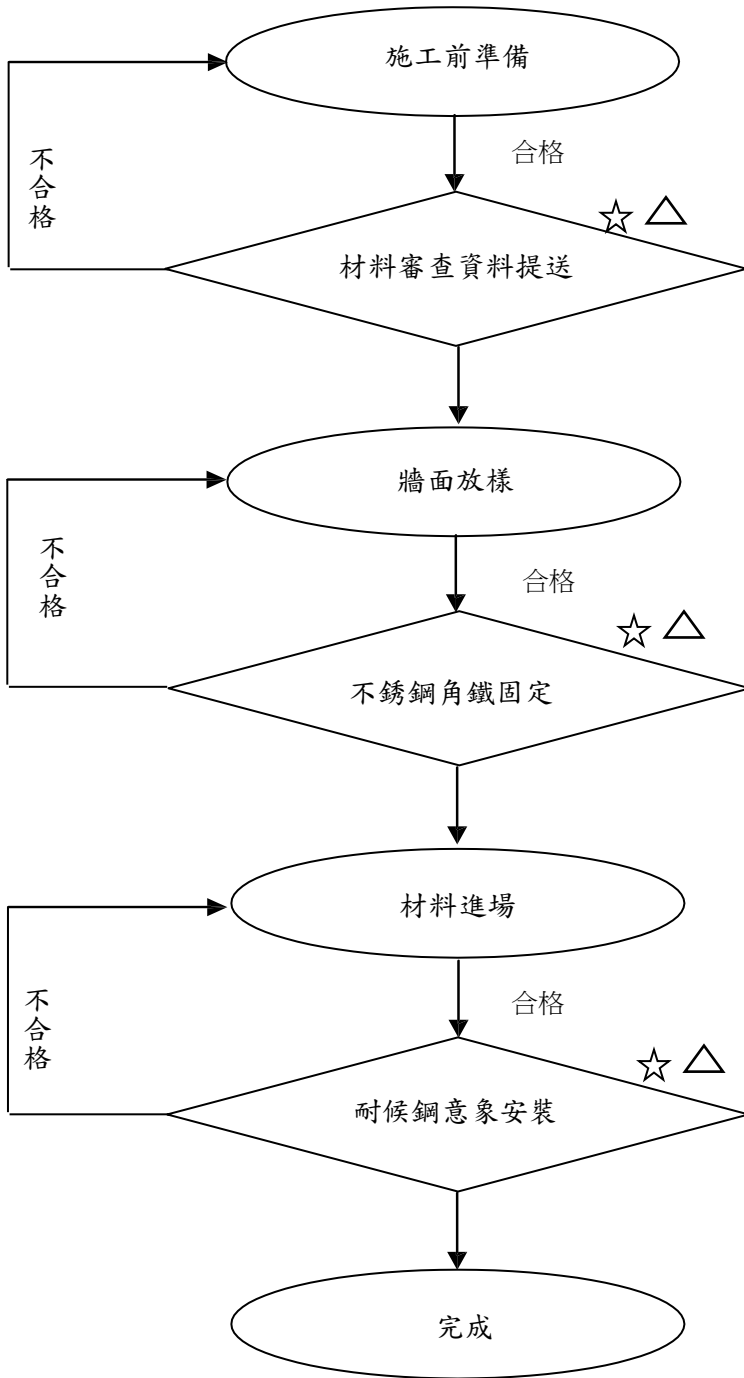 施工前準備
合格
不合格
☆ △
材料審查資料提送
牆面放樣
不合格
合格
☆ △
不銹鋼角鐵固定
材料進場
不合格
合格
☆ △
耐候鋼意象安裝
完成